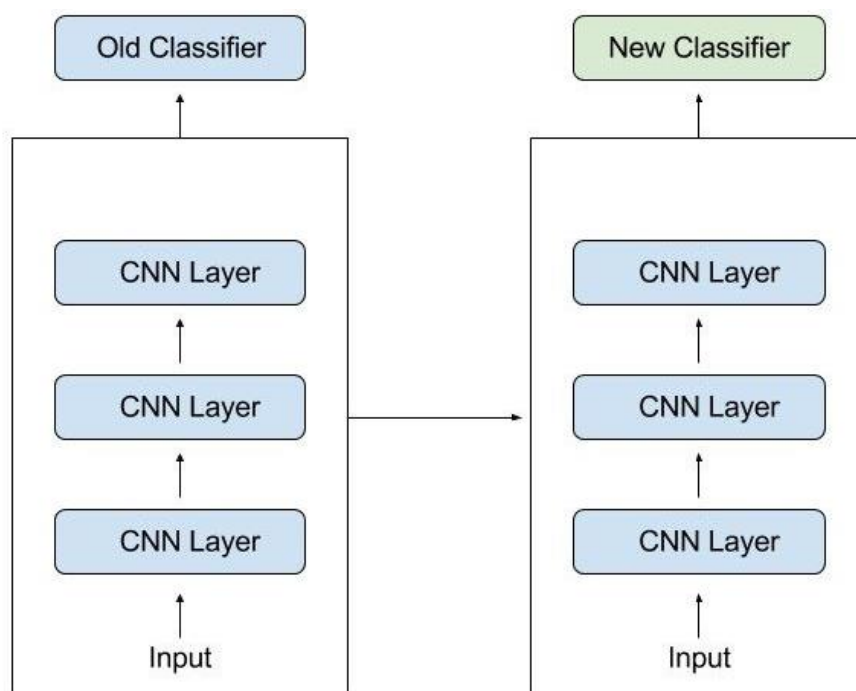 Old Classifier
CNN Layer
CNN Layer
CNN Layer
Input
New Classifier
CNN Layer
CNN Layer
CNN Layer
Input